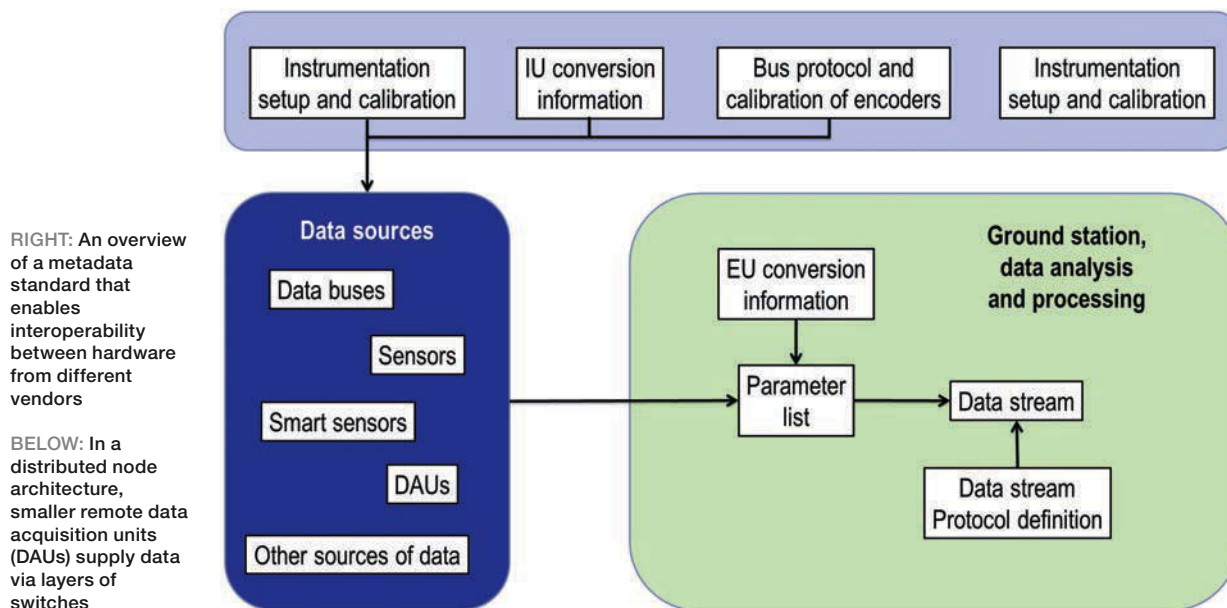 Instrumentation
setup and calibration
IU conversion
information
Bus protocol and
calibration of encoders
Instrumentation
setup and calibration
RIGHT: An overview
of a metadata
standard that
enables
interoperability
between hardware
from different
vendors
BELOW: In a
distributed node
architecture,
smaller remote data
acquisition units
(DAUs) supply data
via layers of
switches
Data sources
Data buses
Sensors
Smart sensors
DAUs
Other sources of data
Ground station,
data analysis
and processing
EU conversion
information
Parameter
list
Data stream
Data stream
Protocol definition